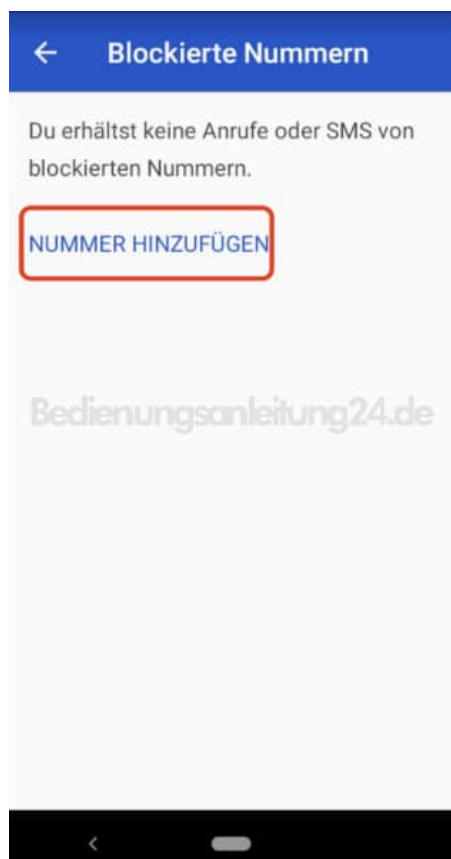 Blockierte Nummern
Du erhältst keine Anrufe oder SMS von
blockierten Nummern.
NUMMER HINZUFÜGEN
Bedienungsanleitung24.de